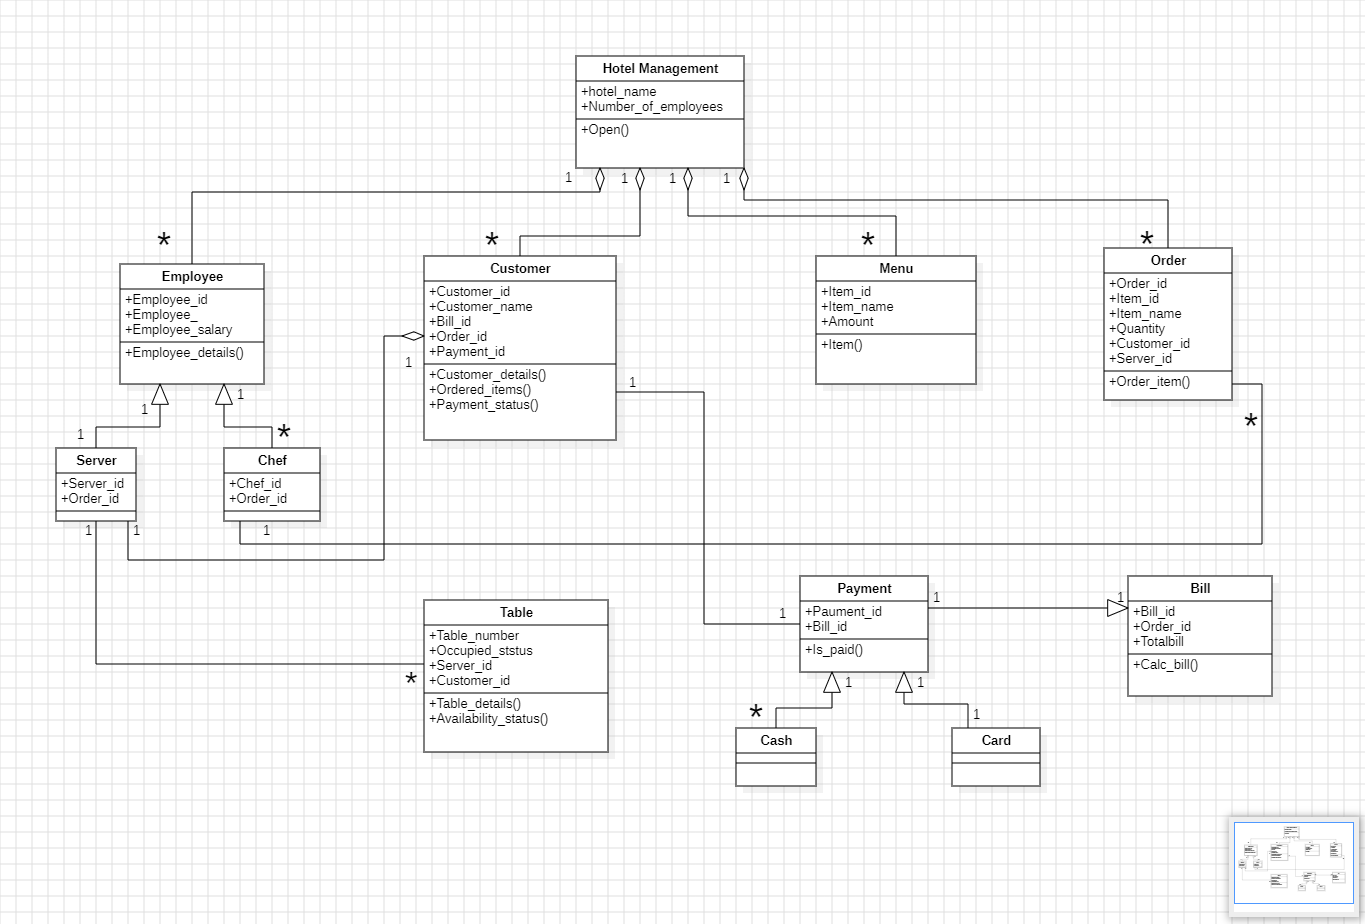 Hotel Management
+hotel_name
+Number_of_employees
+Open()
1
1
1
1
*
*
*
*
Employee
+Employee_id
+Employee_
+Employee_salary
+Employee_details()
Customer
+Customer_id
+Customer_name
+Bill_id
+Order_id
+Payment_id
+Customer_details()
+Ordered_items()
+Payment_status()
Menu
+Item_id
+Item_name
+Amount
+Item()
Order
+Order_id
+Item_id
+Item_name
+Quantity
+Customer_id
+Server_id
+Order_item()
1
1
1
1
1
*
*
Server
+Server_id
+Order_id
Chef
+Chef_id
+Order_id
1
1
1
Table
+Table_number
+Occupied_ststus
+Server_id
+Customer_id
+Table_details()
+Availability_status()
*
1
Payment
+Paument_id
+Bill_id
+Is_paid()
1
1
Bill
+Bill_id
+Order_id
+Totalbill
+Calc_bill()
1
1
*
1
Cash
Card